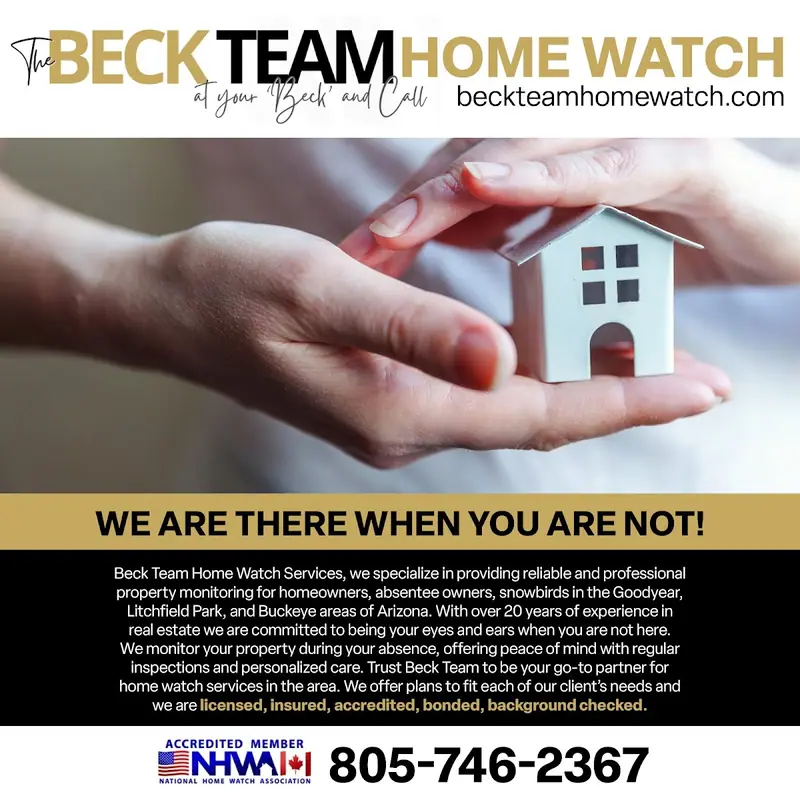 The BECK TEAM HOME WATCH
at your 'Beck' and Call
beckteamhomewatch.com
WE ARE THERE WHEN YOU ARE NOT!
Beck Team Home Watch Services, we specialize in providing reliable and professional
property monitoring for homeowners, absentee owners, snowbirds in the Goodyear,
Litchfield Park, and Buckeye areas of Arizona. With over 20 years of experience in
real estate we are committed to being your eyes and ears when you are not here.
We monitor your property during your absence, offering peace of mind with regular
inspections and personalized care. Trust Beck Team to be your go-to partner for
home watch services in the area. We offer plans to fit each of our client's needs and
we are licensed, insured, accredited, bonded, background checked.
ACCREDITED MEMBER
NHWA
NATIONAL HOME WATCH ASSOCIATION
805-746-2367